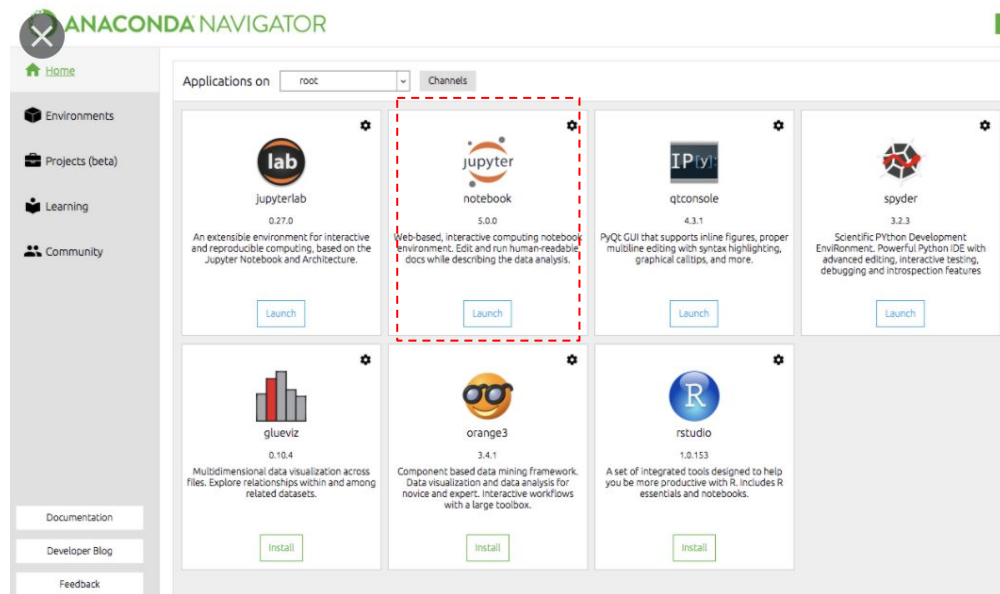 ANACONDA NAVIGATOR
Home
Environments
Projects (beta)
Learning
Community
Documentation
Developer Blog
Feedback
Applications on root Channels
lab
jupyterlab
0.27.0
An extensible environment for interactive
and reproducible computing, based on the
Jupyter Notebook and Architecture.
Launch
jupyter
notebook
5.0.0
Web-based, interactive computing notebook
environment. Edit and run human-readable
docs while describing the data analysis.
Launch
IP[y]:
qtconsole
4.3.1
PyQt GUI that supports inline figures, proper
multiline editing with syntax highlighting,
graphical calltips, and more.
Launch
spyder
3.2.3
Scientific PYthon Development
EnviRonment. Powerful Python IDE with
advanced editing, interactive testing,
debugging and introspection features
Launch
glueviz
0.10.4
Multidimensional data visualization across
files. Explore relationships within and among
related datasets.
Install
orange3
3.4.1
Component based data mining framework.
Data visualization and data analysis for
novice and expert. Interactive workflows
with a large toolbox.
Install
R
rstudio
1.0.153
A set of integrated tools designed to help
you be more productive with R. Includes R
essentials and notebooks.
Install